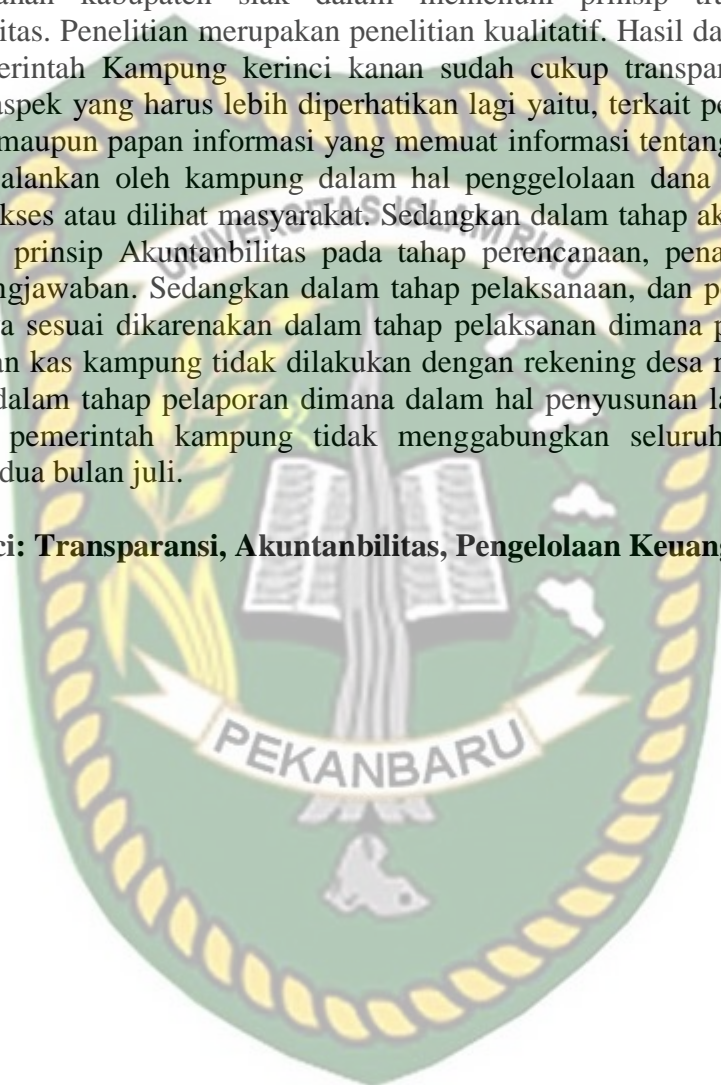 kabupaten siak dalam memenuhi prinsip
itas. Penelitian merupakan penelitian kualitatif. Hasil da
erintah Kampung kerinci kanan sudah cukup transpar
aspek yang harus lebih diperhatikan lagi yaitu, terkait pe
maupun papan informasi yang memuat informasi tentang
alankan oleh kampung dalam hal penggelolaan dana
kses atau dilihat masyarakat. Sedangkan dalam tahap ak
prinsip Akuntanbilitas pada tahap perencanaan, pena
ngjawaban. Sedangkan dalam tahap pelaksanaan, dan p
a sesuai dikarenakan dalam tahap pelaksanan dimana p
an kas kampung tidak dilakukan dengan rekening desa
dalam tahap pelaporan dimana dalam hal penyusunan la
pemerintah kampung tidak menggabungkan seluruh
dua bulan juli.
ci: Transparansi, Akuntanbilitas, Pengelolaan Keuang
UNIVERSITAS ISLAM RIAU
PEKANBARU